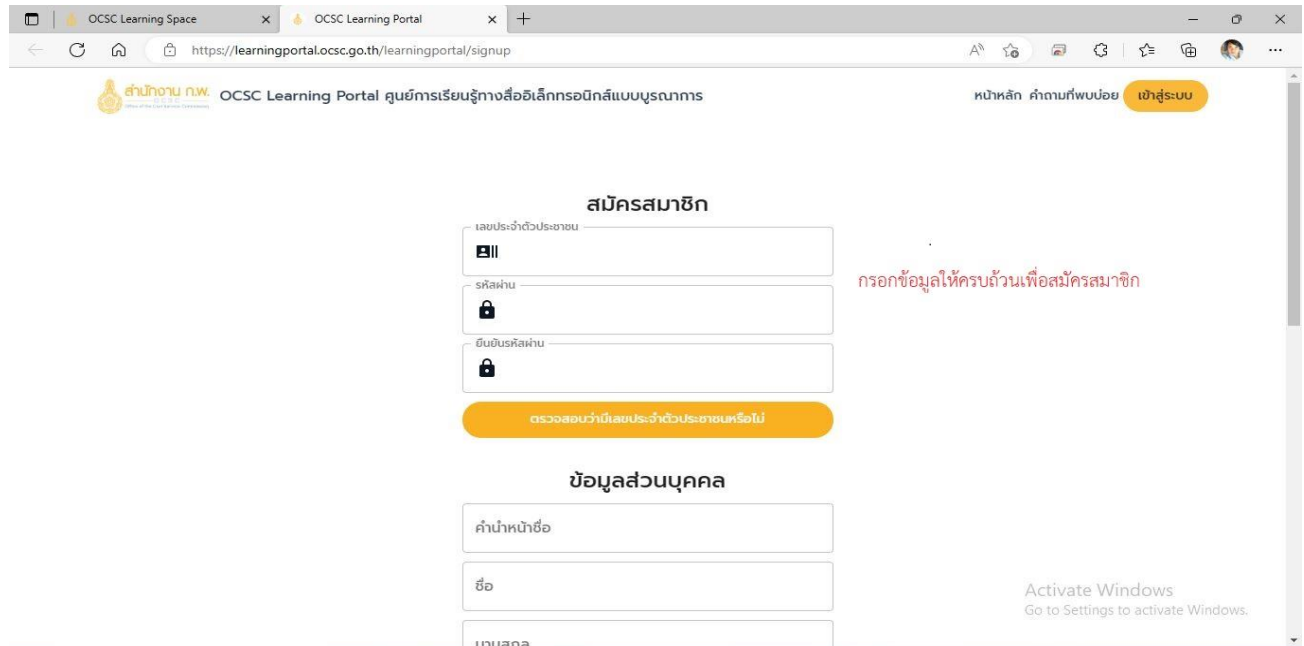 OCSC Learning Space
OCSC Learning Portal
https://learningportal.ocsc.go.th/learningportal/signup
สำนักงาน ก.พ.
OCSC Learning Portal ศูนย์การเรียนรู้ทางสื่ออิเล็กทรอนิกส์แบบบูรณาการ
หน้าหลัก คำถามที่พบบ่อย เข้าสู่ระบบ
สมัครสมาชิก
เลขประจำตัวประชาชน
กรอกข้อมูลให้ครบถ้วนเพื่อสมัครสมาชิก
รหัสผ่าน
ยืนยันรหัสผ่าน
ตรวจสอบว่ามีเลขประจำตัวประชาชนหรือไม่
ข้อมูลส่วนบุคคล
คำนำหน้าชื่อ
ชื่อ
นามสกุล
Activate Windows
Go to Settings to activate Windows.